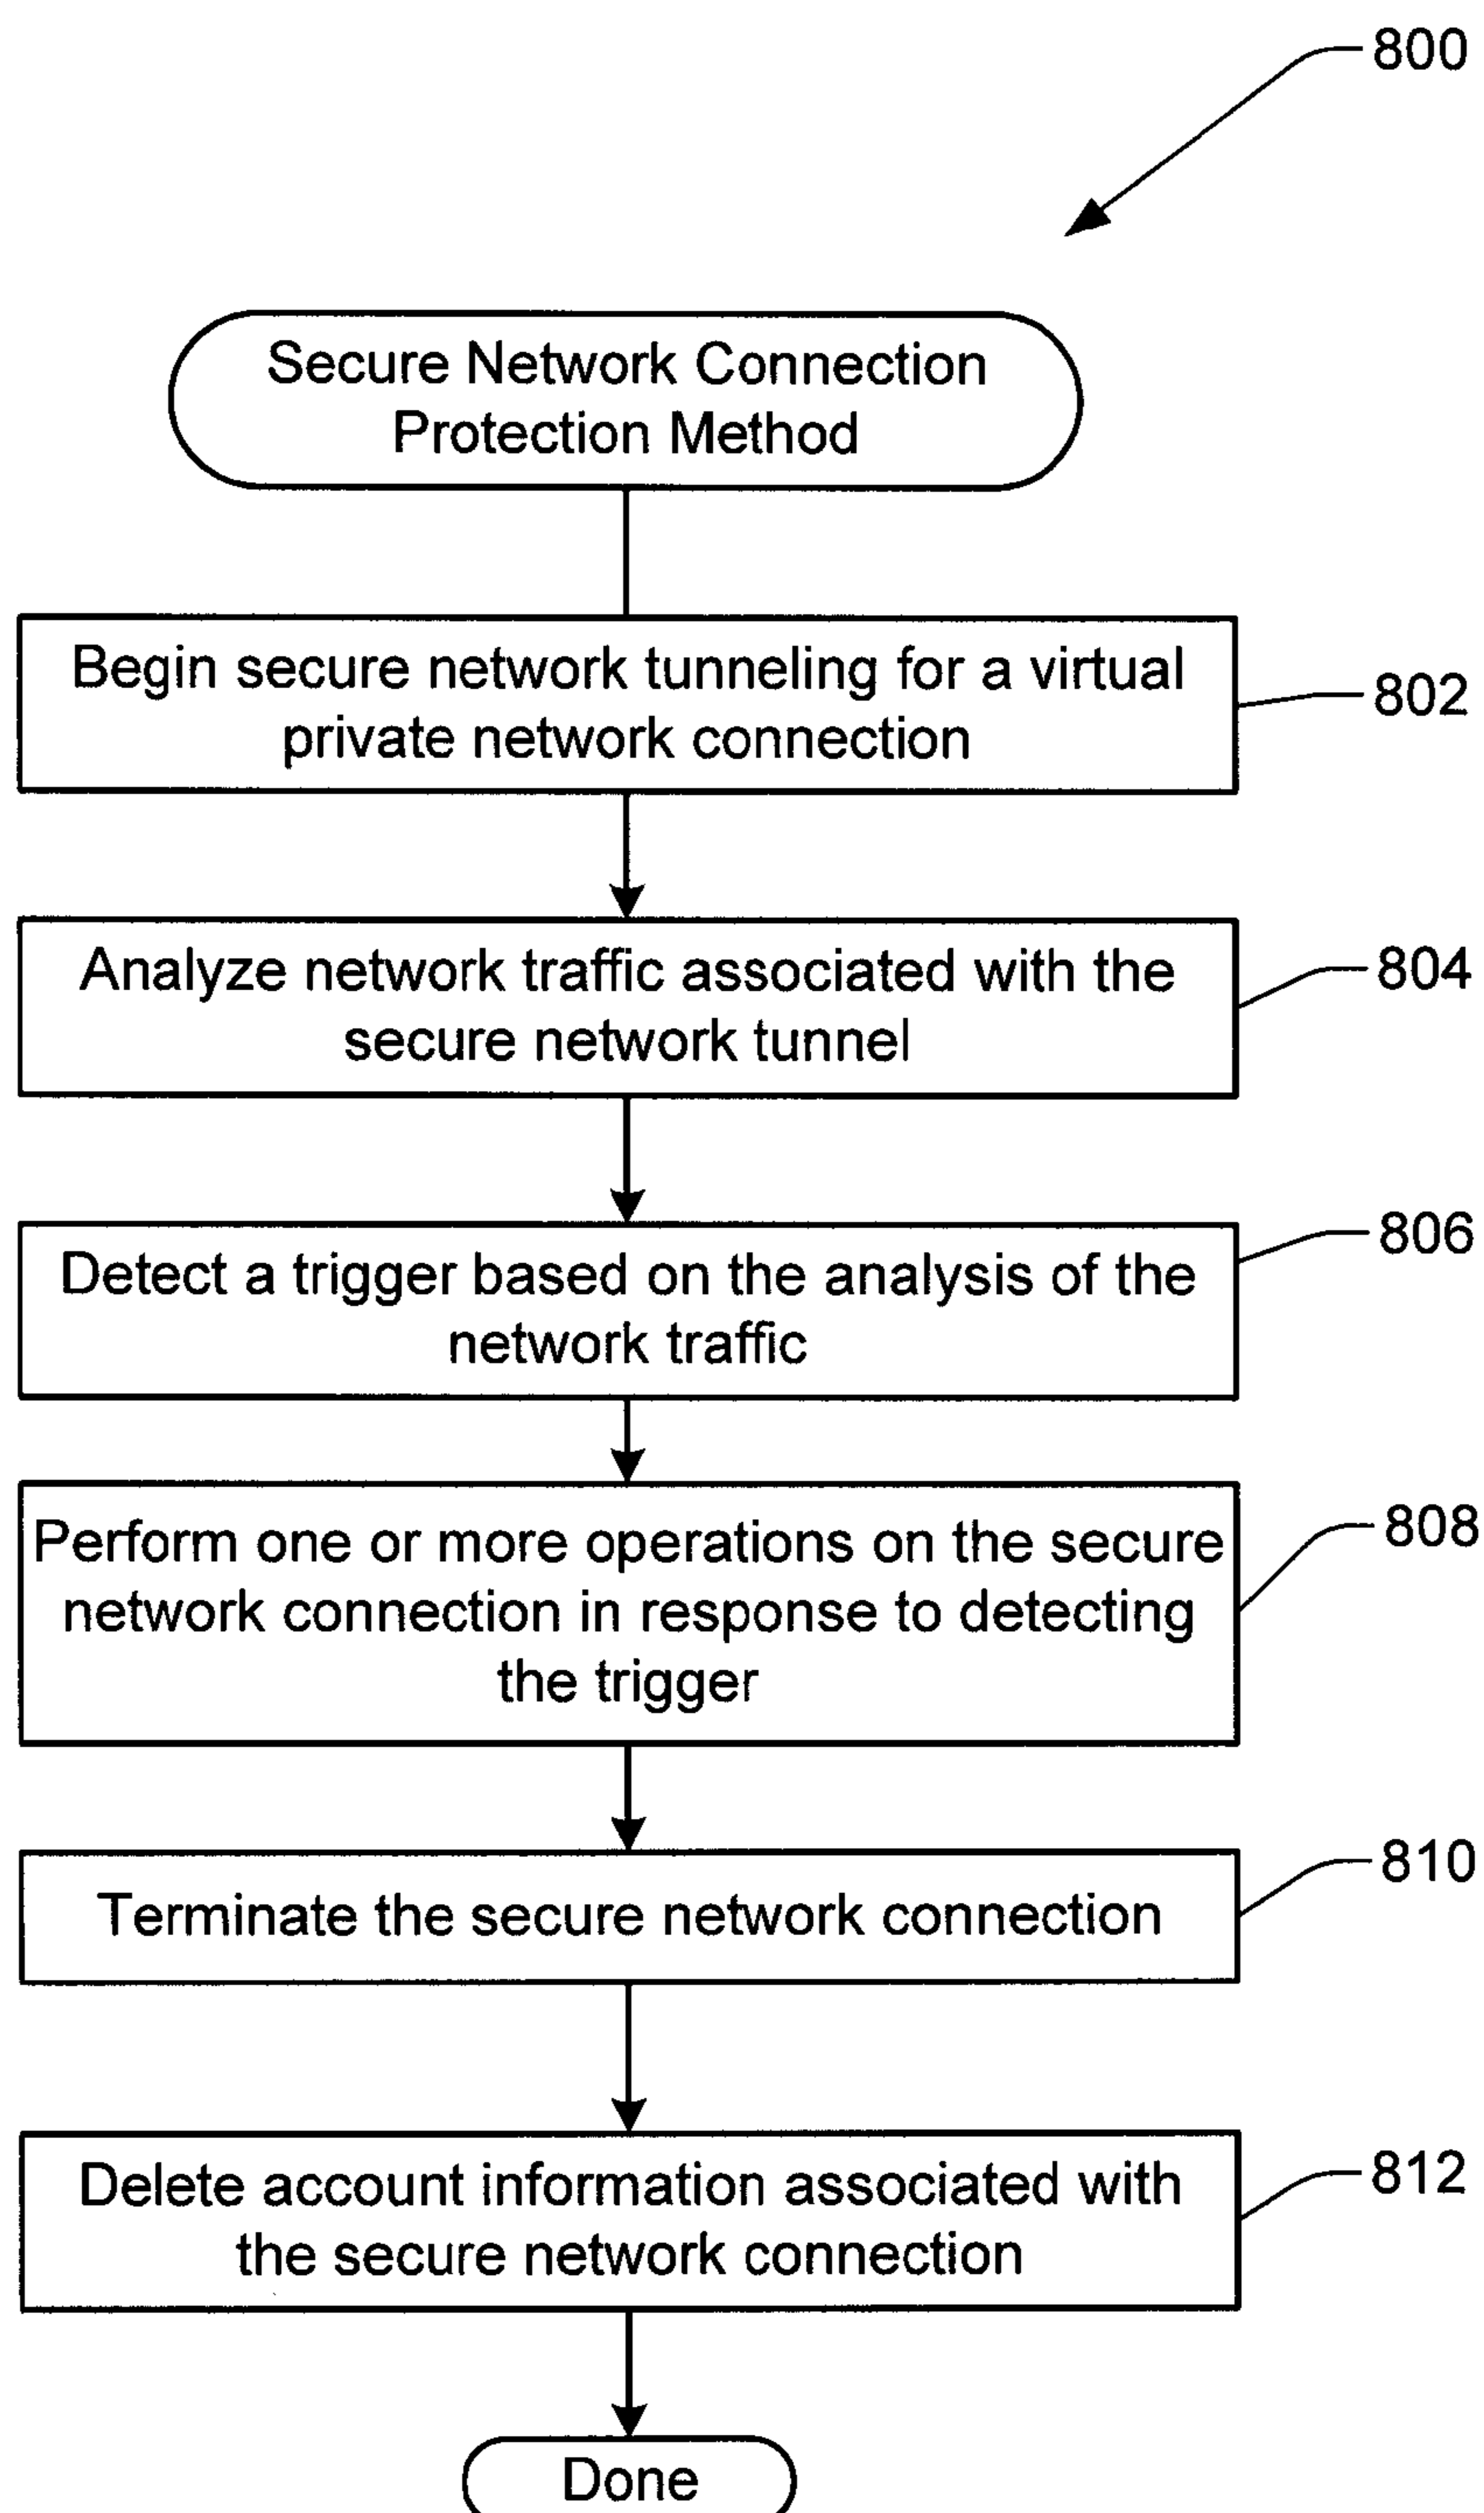 800
Secure Network Connection
Protection Method
Begin secure network tunneling for a virtual
private network connection
802
Analyze network traffic associated with the
secure network tunnel
804
Detect a trigger based on the analysis of the
network traffic
806
Perform one or more operations on the secure
network connection in response to detecting
the trigger
808
Terminate the secure network connection
810
Delete account information associated with
the secure network connection
812
Done